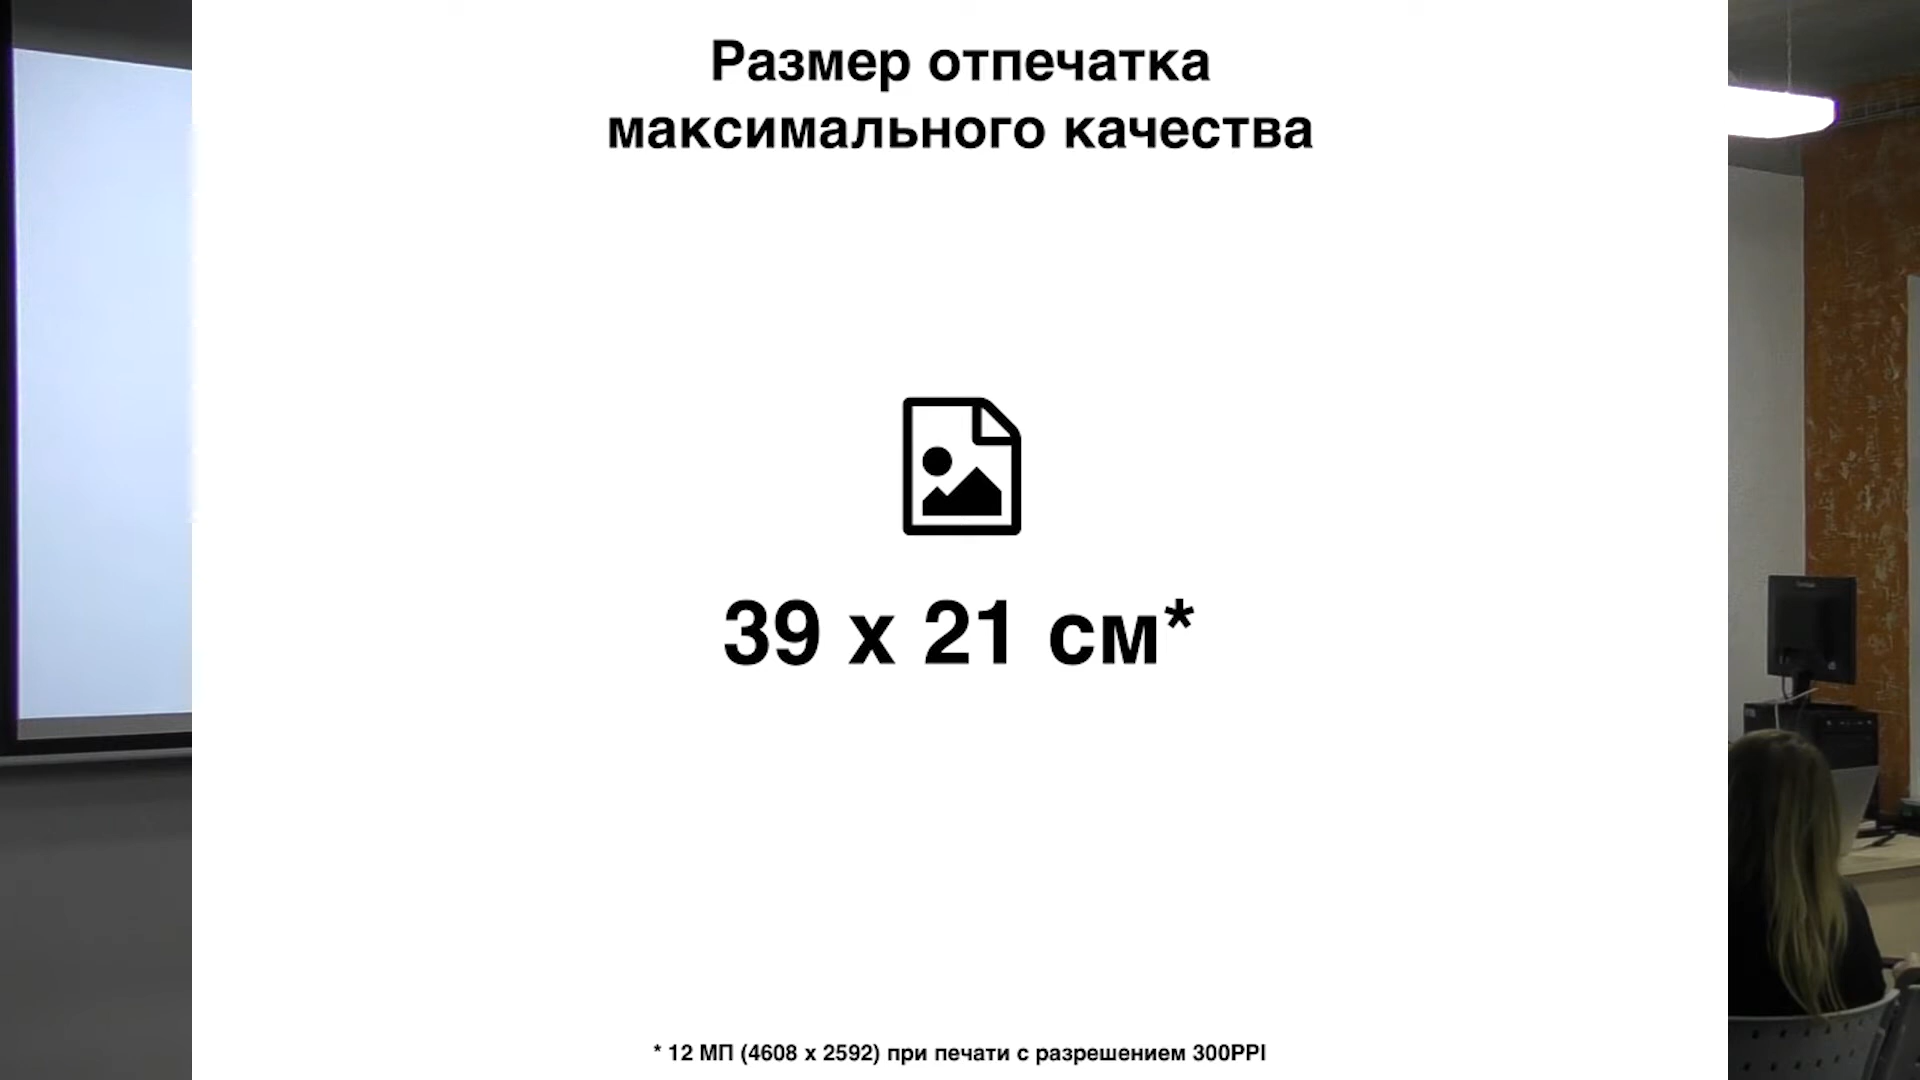 Размер отпечатка
максимального качества
39 х 21 см*
* 12 МП (4608 х 2592) при печати с разрешением 300PPI